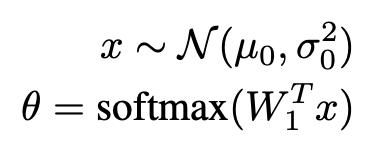 x ∼ 𝒩(μ₀, σ₀²)
θ = softmax(W₁ᵀx)